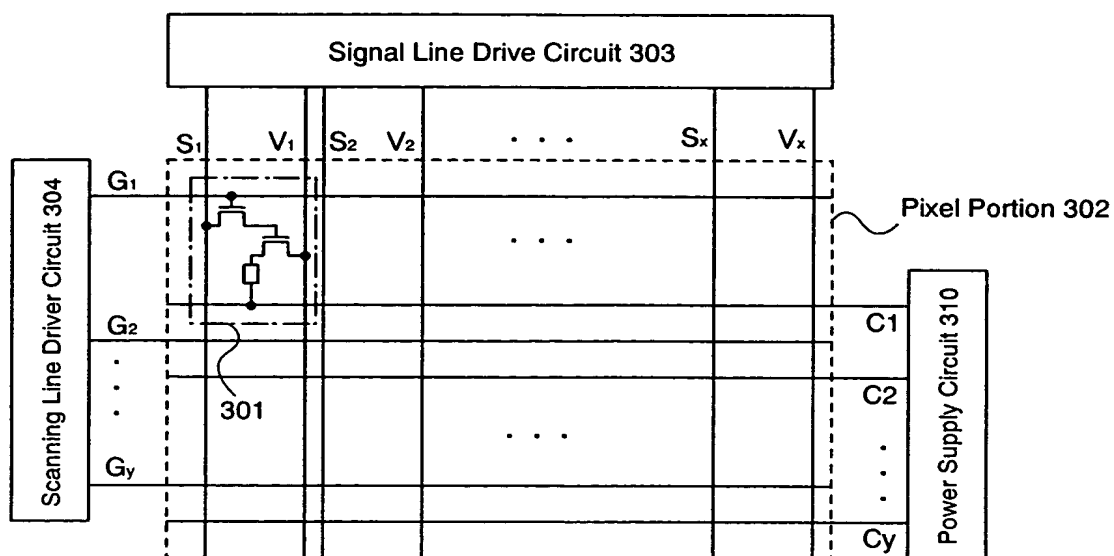 Signal Line Drive Circuit 303
S1
V1
S2
V2
. . .
Sx
Vx
Scanning Line Driver Circuit 304
G1
Pixel Portion 302
. . .
G2
C1
Power Supply Circuit 310
301
C2
. . .
Gy
Cy